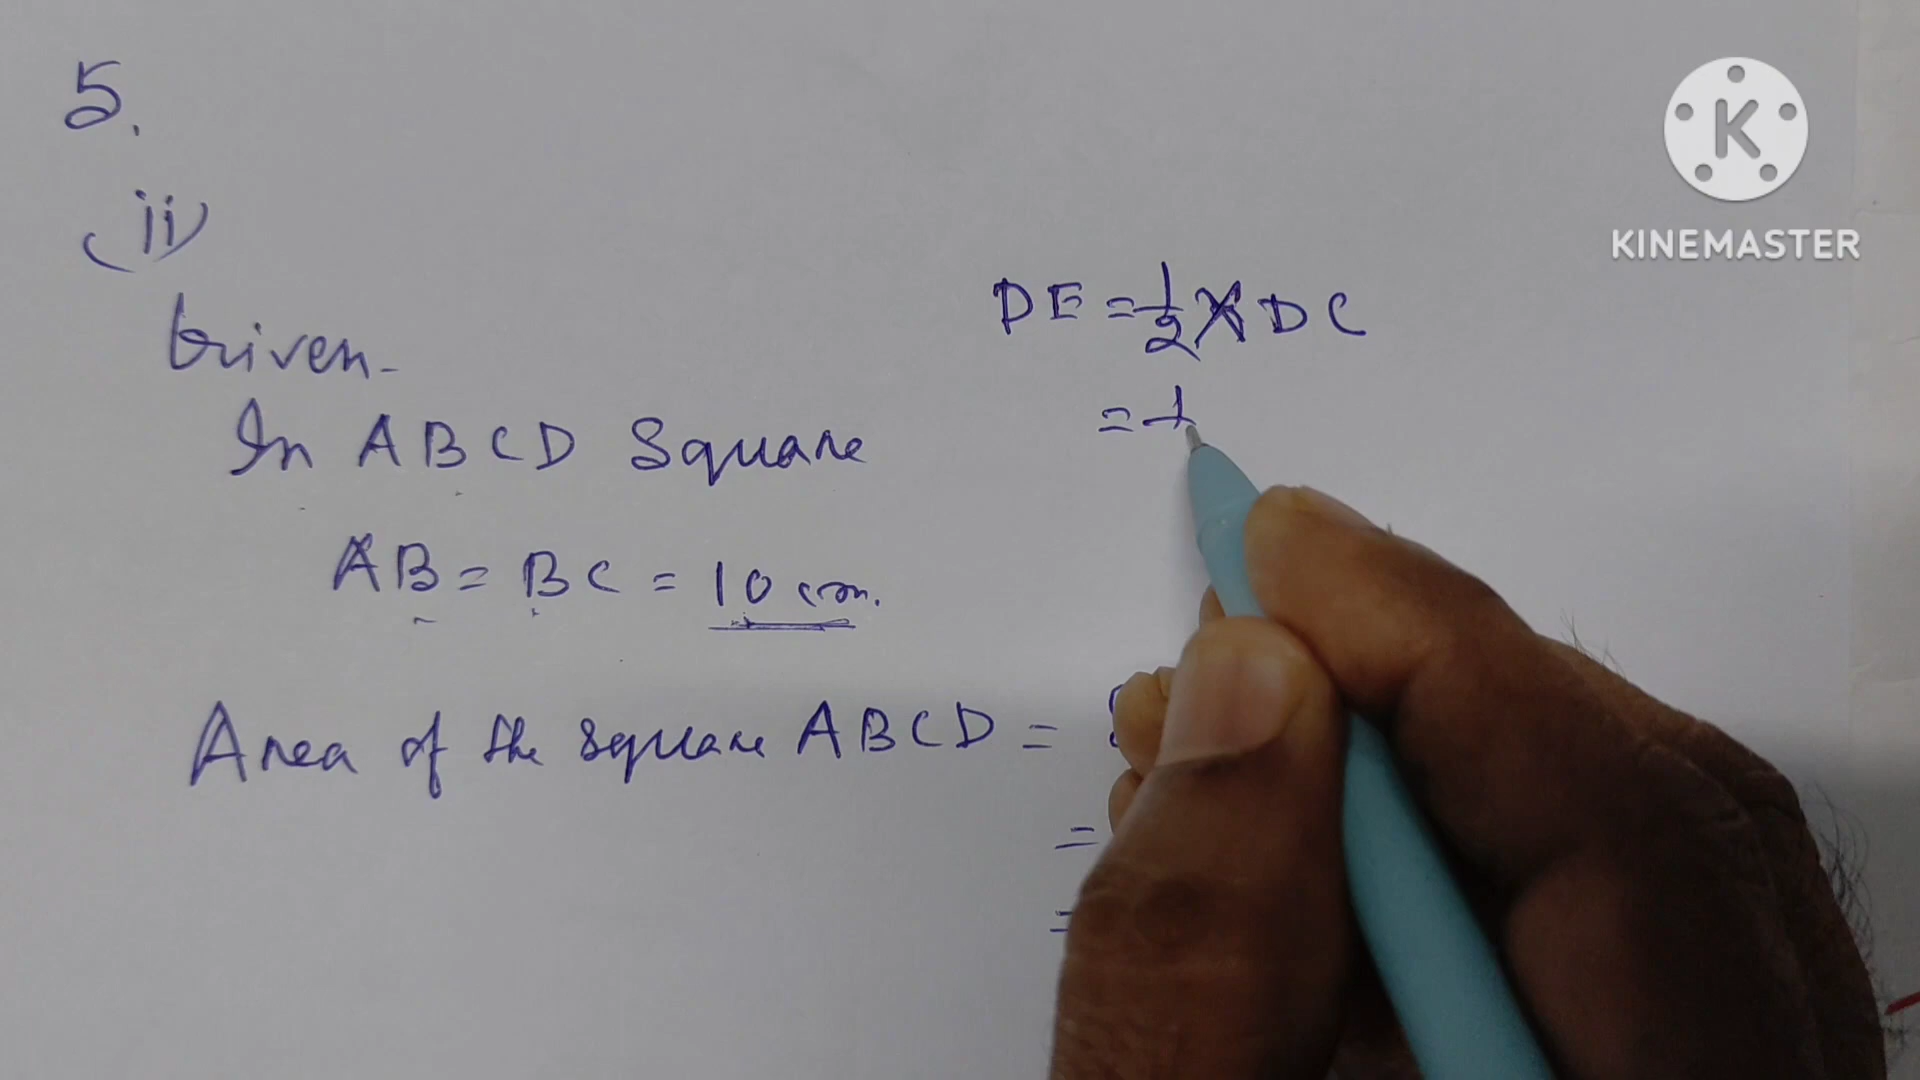 5.
(ii)
Given-
In ABCD Square
AB = BC = 10 cm.
Area of the square ABCD =
=
=
DE = 1/2 X DC
= 1
K
KINEMASTER